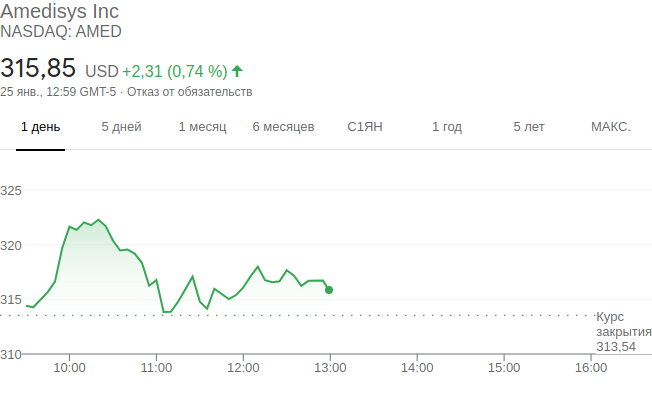 Amedisys Inc
NASDAQ: AMED
315,85 USD +2,31 (0,74 %)
25 янв., 12:59 GMT-5 · Отказ от обязательств
1 день 5 дней 1 месяц 6 месяцев С1ЯН 1 год 5 лет МАКС.
325
320
315
Курс
закрытия
313,54
310
10:00 11:00 12:00 13:00 14:00 15:00 16:00